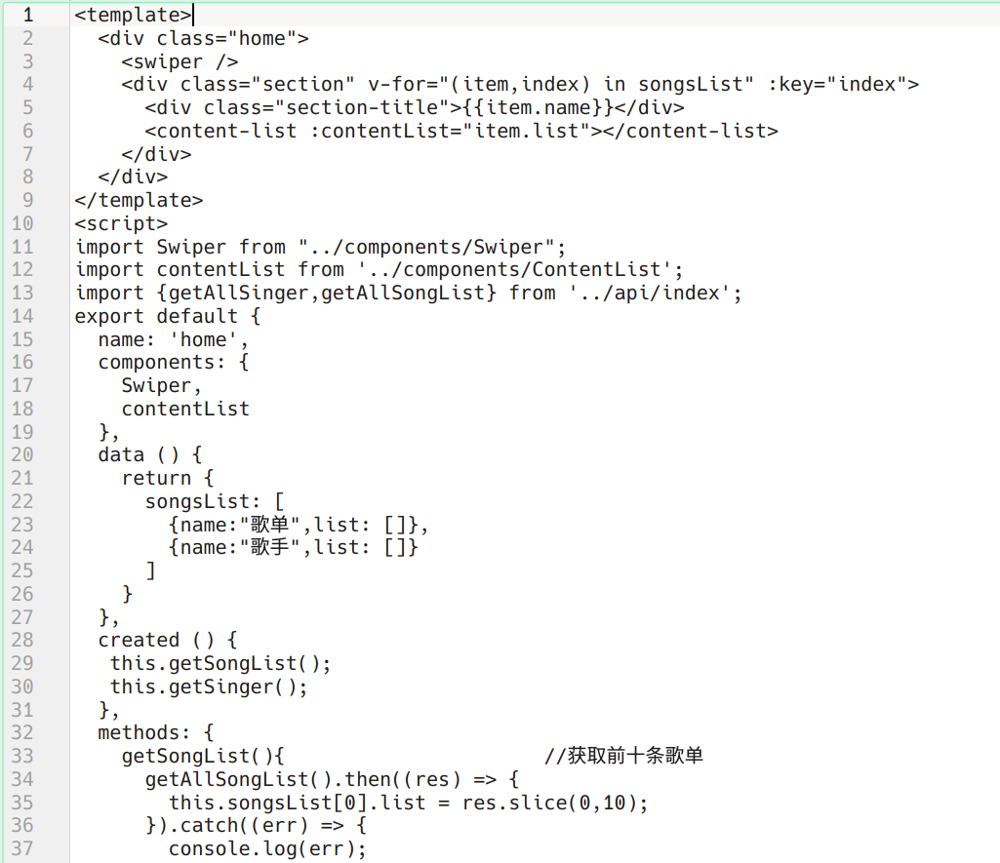 1 <template>
2   <div class="home">
3     <swiper />
4     <div class="section" v-for="(item,index) in songsList" :key="index">
5       <div class="section-title">{{item.name}}</div>
6       <content-list :contentList="item.list"></content-list>
7     </div>
8   </div>
9 </template>
10 <script>
11 import Swiper from "../components/Swiper";
12 import contentList from '../components/ContentList';
13 import {getAllSinger,getAllSongList} from '../api/index';
14 export default {
15   name: 'home',
16   components: {
17     Swiper,
18     contentList
19   },
20   data () {
21     return {
22       songsList: [
23         {name:"歌单",list: []},
24         {name:"歌手",list: []}
25       ]
26     }
27   },
28   created () {
29    this.getSongList();
30    this.getSinger();
31   },
32   methods: {
33     getSongList(){                      //获取前十条歌单
34       getAllSongList().then((res) => {
35         this.songsList[0].list = res.slice(0,10);
36       }).catch((err) => {
37         console.log(err);